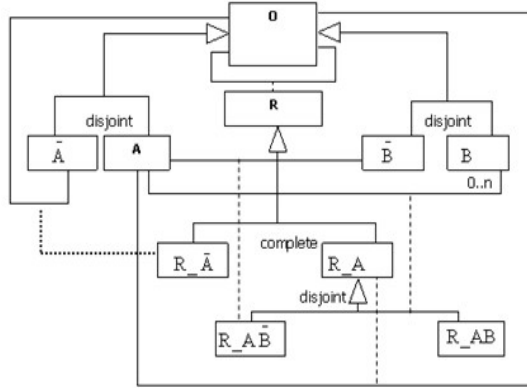 O
R
disjoint
disjoint
Ā
A
B̄
B
0..n
complete
R_Ā
R_A
disjoint
R_AB̄
R_AB